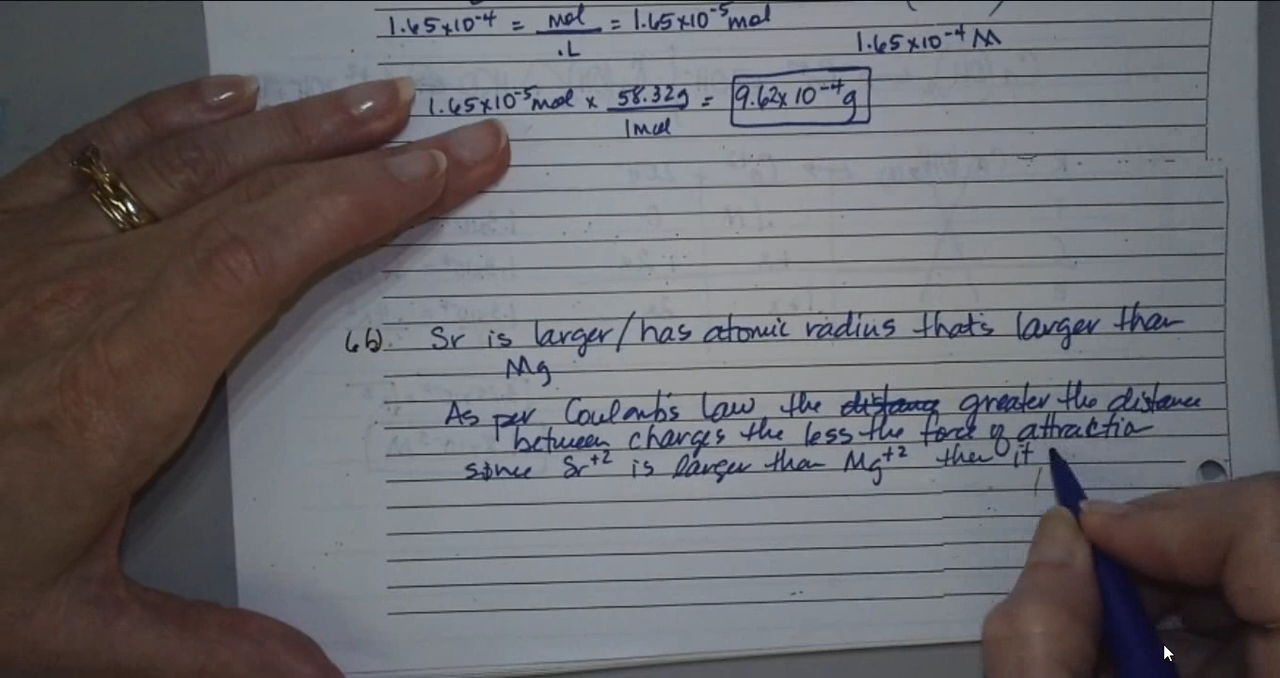 1.65x10⁻⁴ = mol/.L = 1.65x10⁻⁵ mol
1.65x10⁻⁴ M
1.65x10⁻⁵ mol x 58.32g/1mol = 9.62x10⁻⁴g
6b). Sr is larger/has atomic radius that's larger than
Mg
As per Coulomb's Law the distance greater the distance
between charges the less the force of attraction
since Sr⁺² is larger than Mg⁺² then it